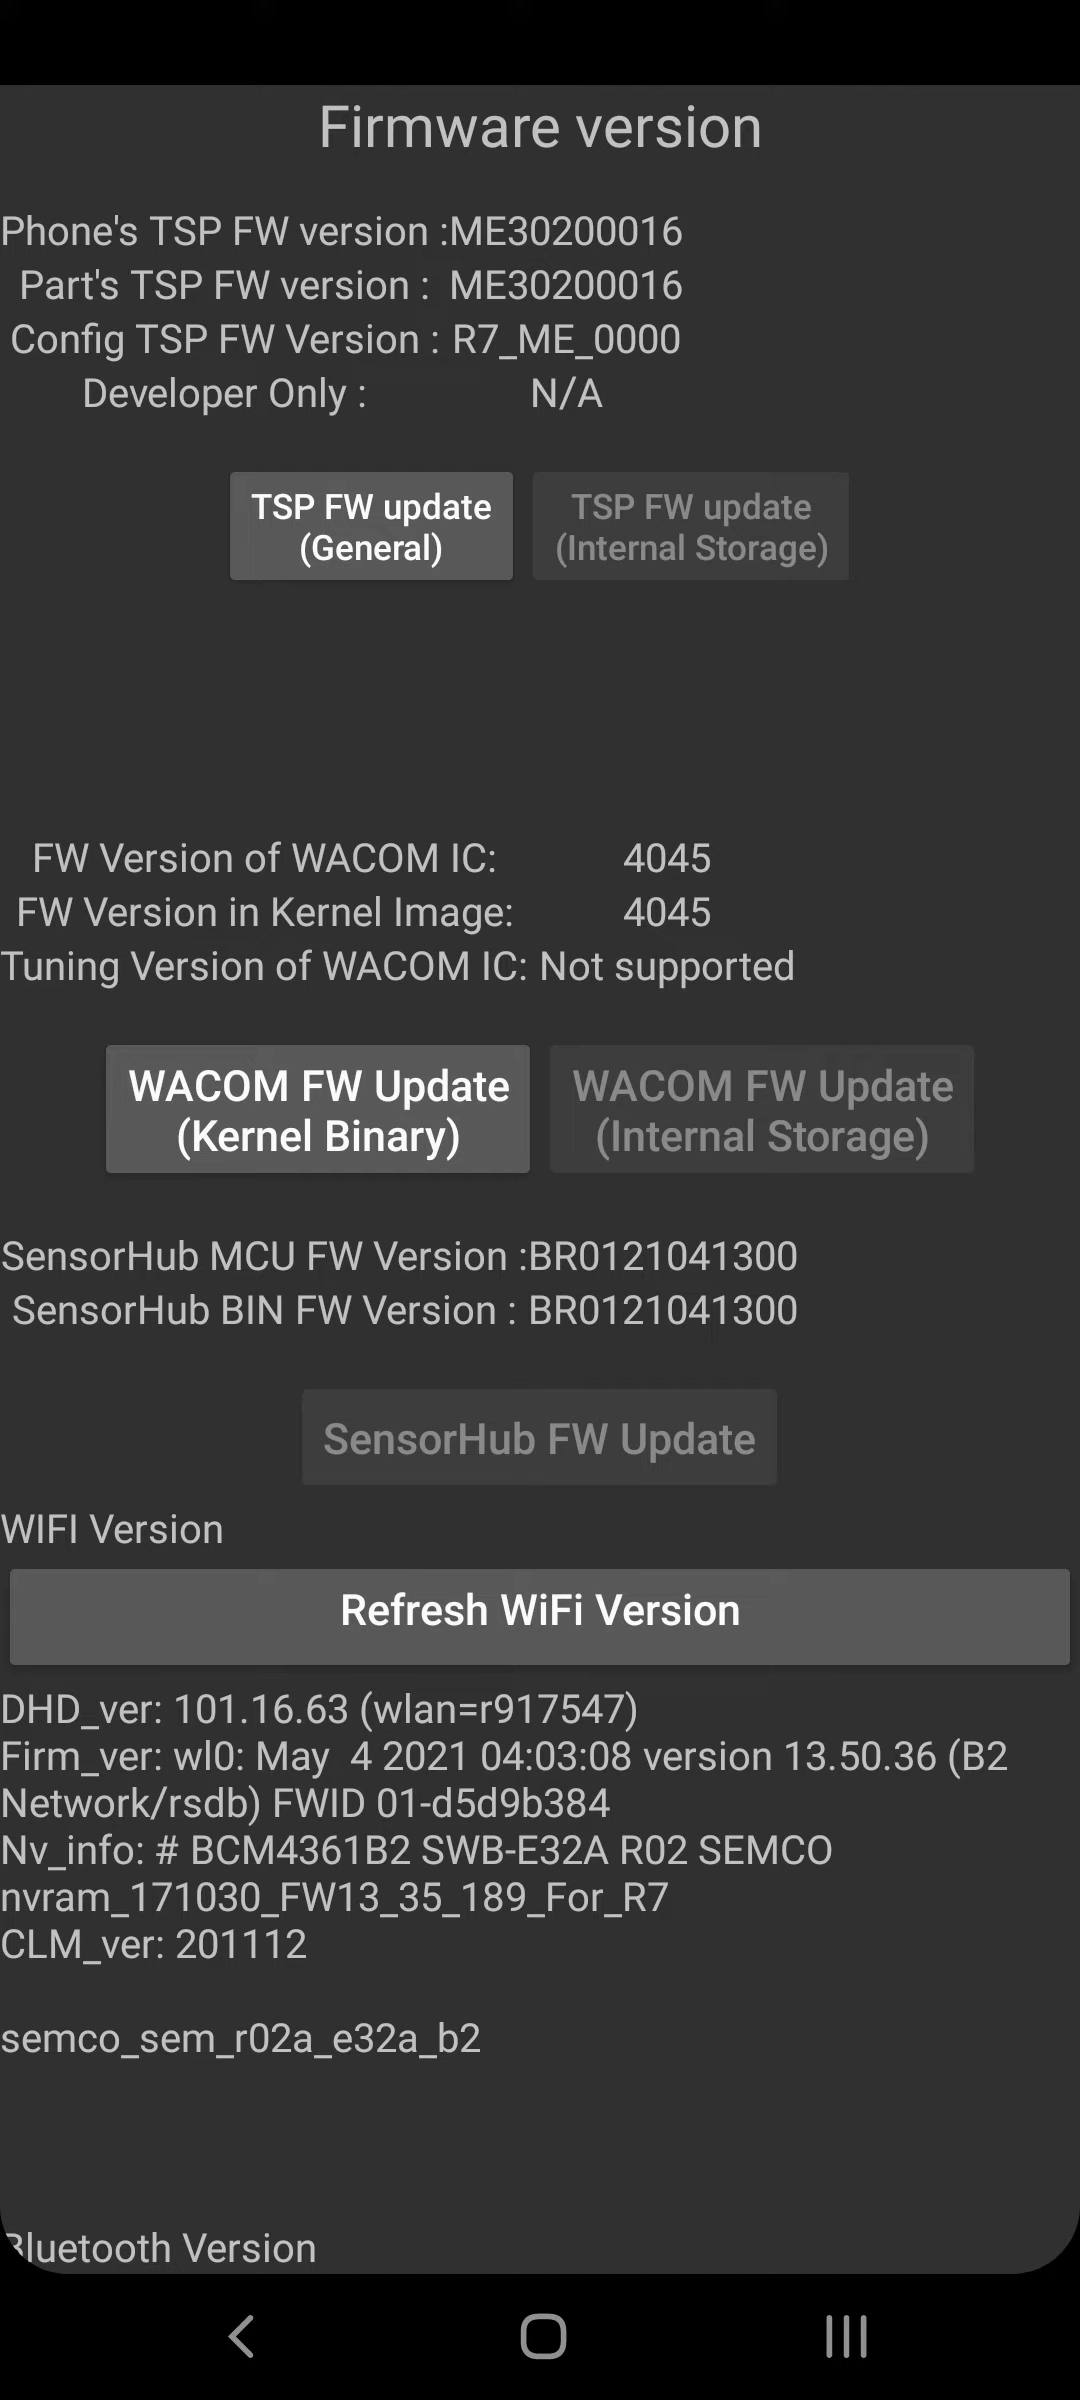 Firmware version
Phone's TSP FW version :ME30200016
Part's TSP FW version : ME30200016
Config TSP FW Version : R7_ME_0000
Developer Only : N/A
TSP FW update
(General)
TSP FW update
(Internal Storage)
FW Version of WACOM IC: 4045
FW Version in Kernel Image: 4045
Tuning Version of WACOM IC: Not supported
WACOM FW Update
(Kernel Binary)
WACOM FW Update
(Internal Storage)
SensorHub MCU FW Version :BR0121041300
SensorHub BIN FW Version : BR0121041300
SensorHub FW Update
WIFI Version
Refresh WiFi Version
DHD_ver: 101.16.63 (wlan=r917547)
Firm_ver: wl0: May  4 2021 04:03:08 version 13.50.36 (B2
Network/rsdb) FWID 01-d5d9b384
Nv_info: # BCM4361B2 SWB-E32A R02 SEMCO
nvram_171030_FW13_35_189_For_R7
CLM_ver: 201112
semco_sem_r02a_e32a_b2
Bluetooth Version